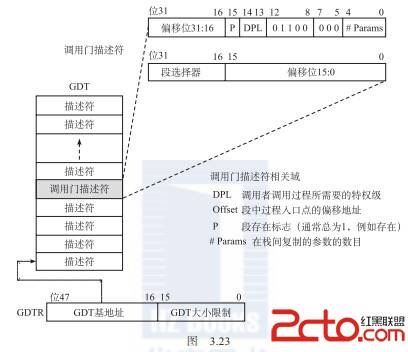 位31 16 15 14 13 12 8 7 5 4 0
偏移位31:16 P DPL 0 1 1 0 0 0 0 0 # Params
调用门描述符
位31 16 15 0
段选择器 偏移位15:0
GDT
描述符
描述符
描述符
调用门描述符
描述符
描述符
描述符
描述符
调用门描述符相关域
DPL 调用者调用过程所需要的特权级
Offset 段中过程入口点的偏移地址
P 段存在标志（通常总为1，例如存在）
# Params 在栈间复制的参数的数目
位47 16 15 0
GDTR GDT基地址 GDT大小限制
图 3.23
2cto.com
红黑联盟